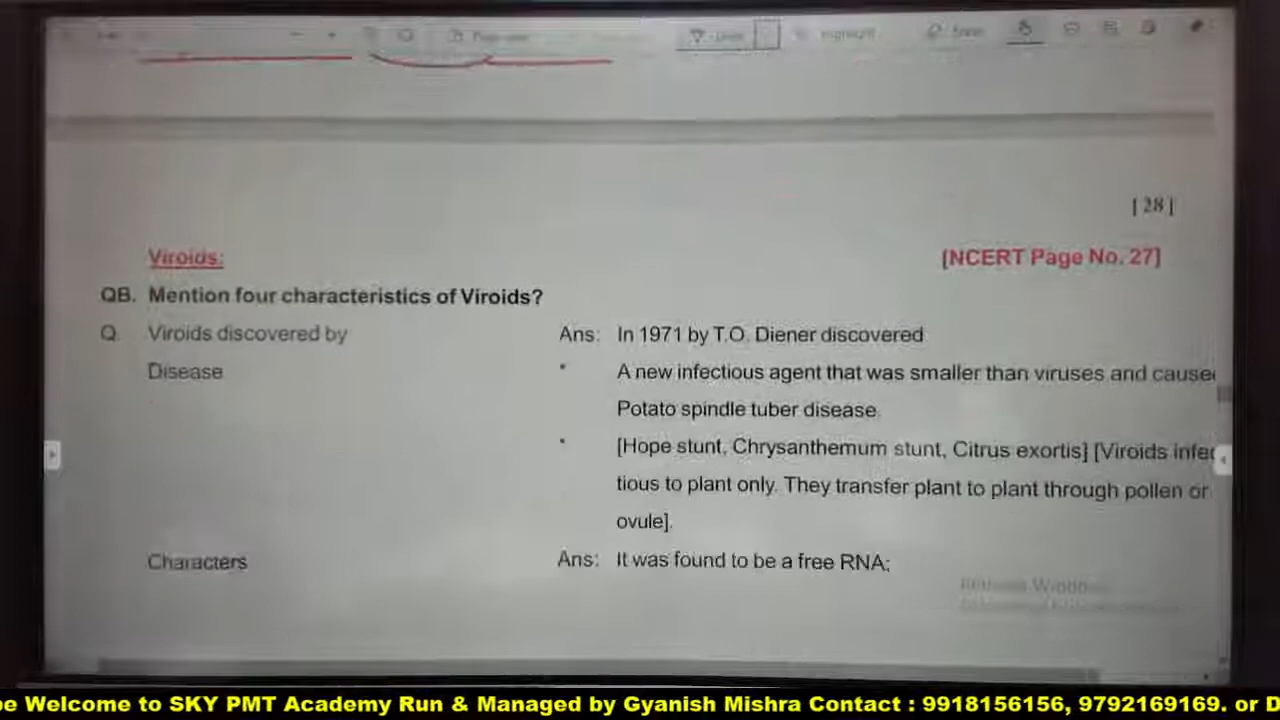 [ 28 ]
Viroids: [NCERT Page No. 27]
QB. Mention four characteristics of Viroids?
Q. Viroids discovered by Ans: In 1971 by T.O. Diener discovered
Disease * A new infectious agent that was smaller than viruses and cause
Potato spindle tuber disease.
* [Hope stunt, Chrysanthemum stunt, Citrus exortis] [Viroids infec
tious to plant only. They transfer plant to plant through pollen or
ovule].
Characters Ans: It was found to be a free RNA;
be Welcome to SKY PMT Academy Run & Managed by Gyanish Mishra Contact : 9918156156, 9792169169. or D